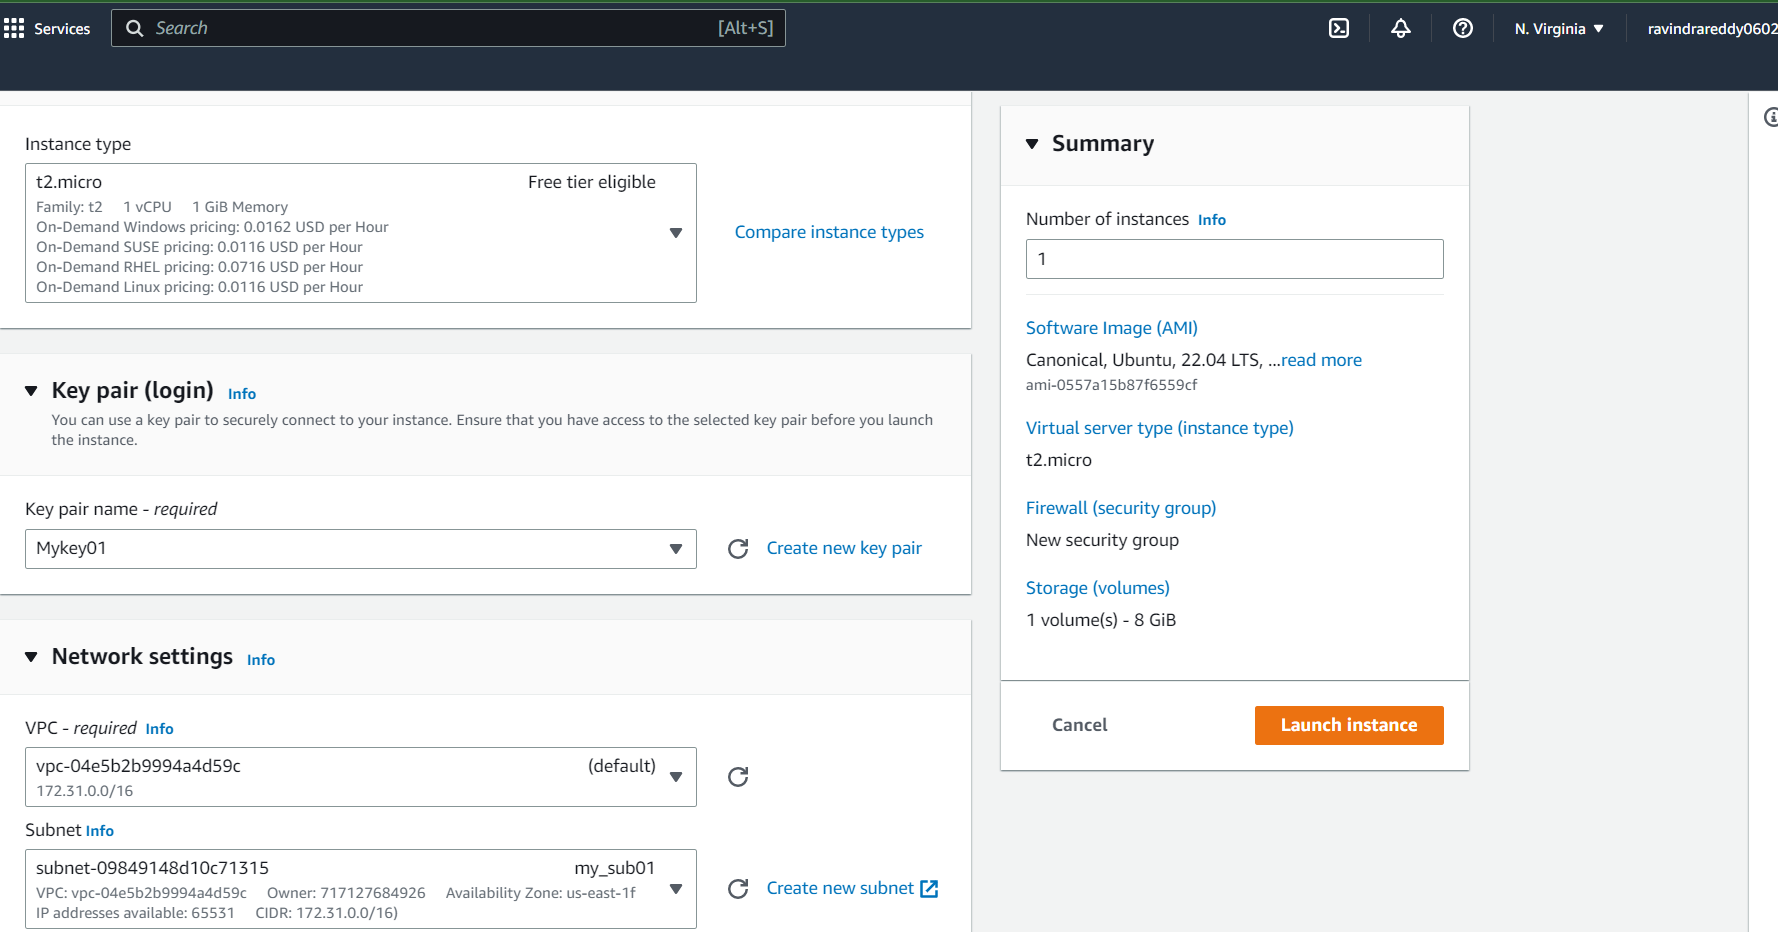 Services
Search [Alt+S]
N. Virginia
ravindrareddy0602
Instance type
t2.micro Free tier eligible
Family: t2 1 vCPU 1 GiB Memory
On-Demand Windows pricing: 0.0162 USD per Hour
On-Demand SUSE pricing: 0.0116 USD per Hour
On-Demand RHEL pricing: 0.0716 USD per Hour
On-Demand Linux pricing: 0.0116 USD per Hour
Compare instance types
Key pair (login) Info
You can use a key pair to securely connect to your instance. Ensure that you have access to the selected key pair before you launch
the instance.
Key pair name - required
Mykey01
Create new key pair
Network settings Info
VPC - required Info
vpc-04e5b2b9994a4d59c (default)
172.31.0.0/16
Subnet Info
subnet-09849148d10c71315 my_sub01
VPC: vpc-04e5b2b9994a4d59c Owner: 717127684926 Availability Zone: us-east-1f
IP addresses available: 65531 CIDR: 172.31.0.0/16)
Create new subnet
Summary
Number of instances Info
1
Software Image (AMI)
Canonical, Ubuntu, 22.04 LTS, ...read more
ami-0557a15b87f6559cf
Virtual server type (instance type)
t2.micro
Firewall (security group)
New security group
Storage (volumes)
1 volume(s) - 8 GiB
Cancel
Launch instance